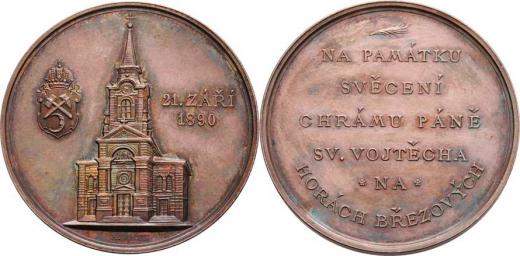 21. ZÁŘÍ
1890
NA PAMÁTKU
SVĚCENÍ
CHRÁMU PÁNĚ
SV. VOJTĚCHA
* NA *
HORÁCH BŘEZOVÝCH